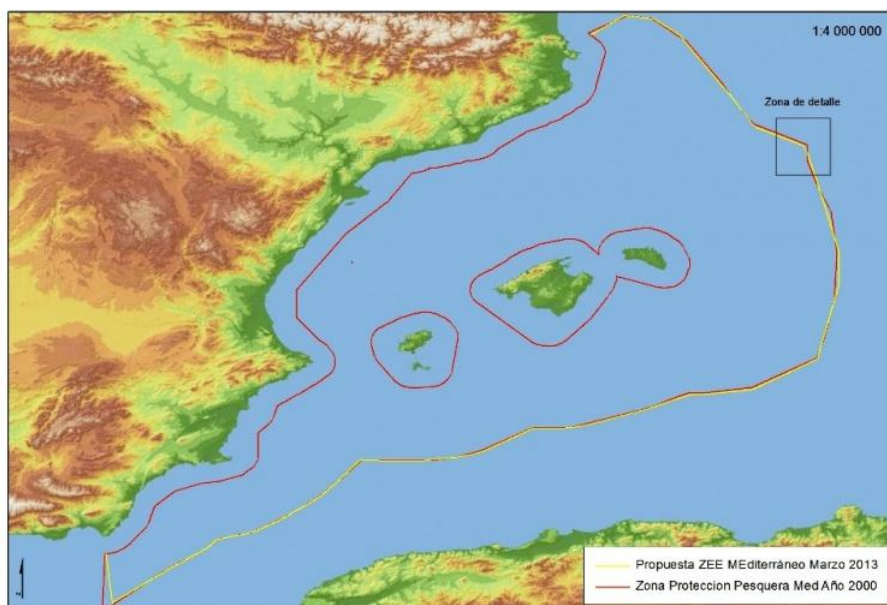 1:4 000 000
Zona de detalle
Propuesta ZEE MEditerráneo Marzo 2013
Zona Proteccion Pesquera Med Año 2000